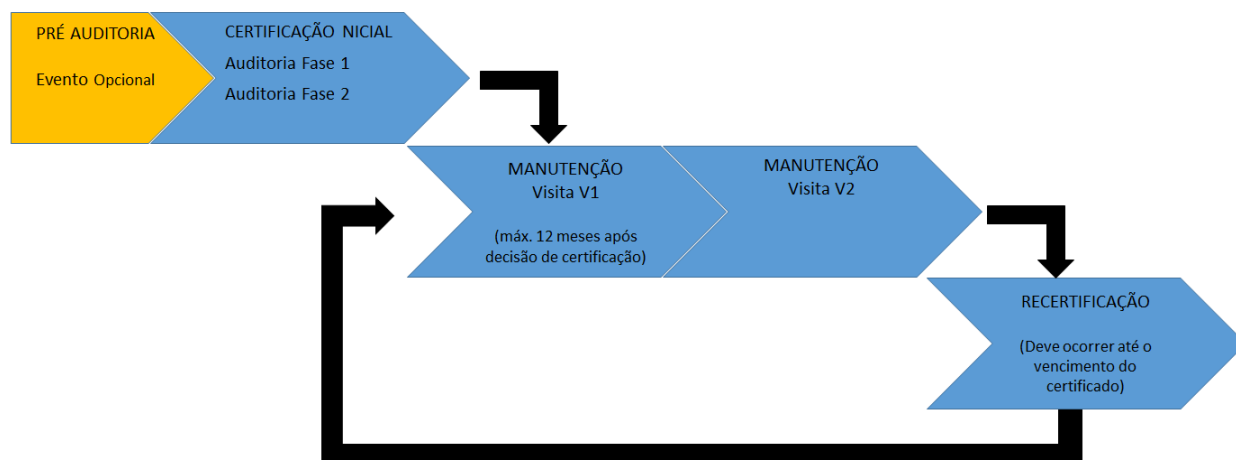 PRÉ AUDITORIA
Evento Opcional
CERTIFICAÇÃO NICIAL
Auditoria Fase 1
Auditoria Fase 2
MANUTENÇÃO
Visita V1
(máx. 12 meses após
decisão de certificação)
MANUTENÇÃO
Visita V2
RECERTIFICAÇÃO
(Deve ocorrer até o
vencimento do
certificado)